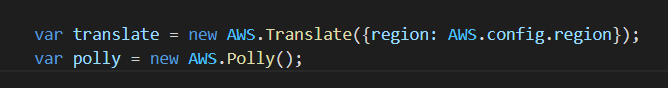 var translate = new AWS.Translate({region: AWS.config.region});
var polly = new AWS.Polly();